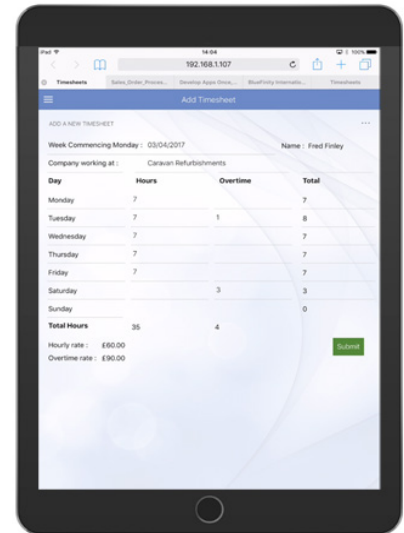 iPad 14:04 100%
192.168.1.107
Timesheets Sales_Order_Proces... Develop Apps Once,... BlueFinity Internatio... Timesheets
Add Timesheet
ADD A NEW TIMESHEET ...
Week Commencing Monday : 03/04/2017 Name : Fred Finley
Company working at : Caravan Refurbishments
Day Hours Overtime Total
Monday 7 7
Tuesday 7 1 8
Wednesday 7 7
Thursday 7 7
Friday 7 7
Saturday 3 3
Sunday 0
Total Hours 35 4
Hourly rate : £60.00 Submit
Overtime rate : £90.00